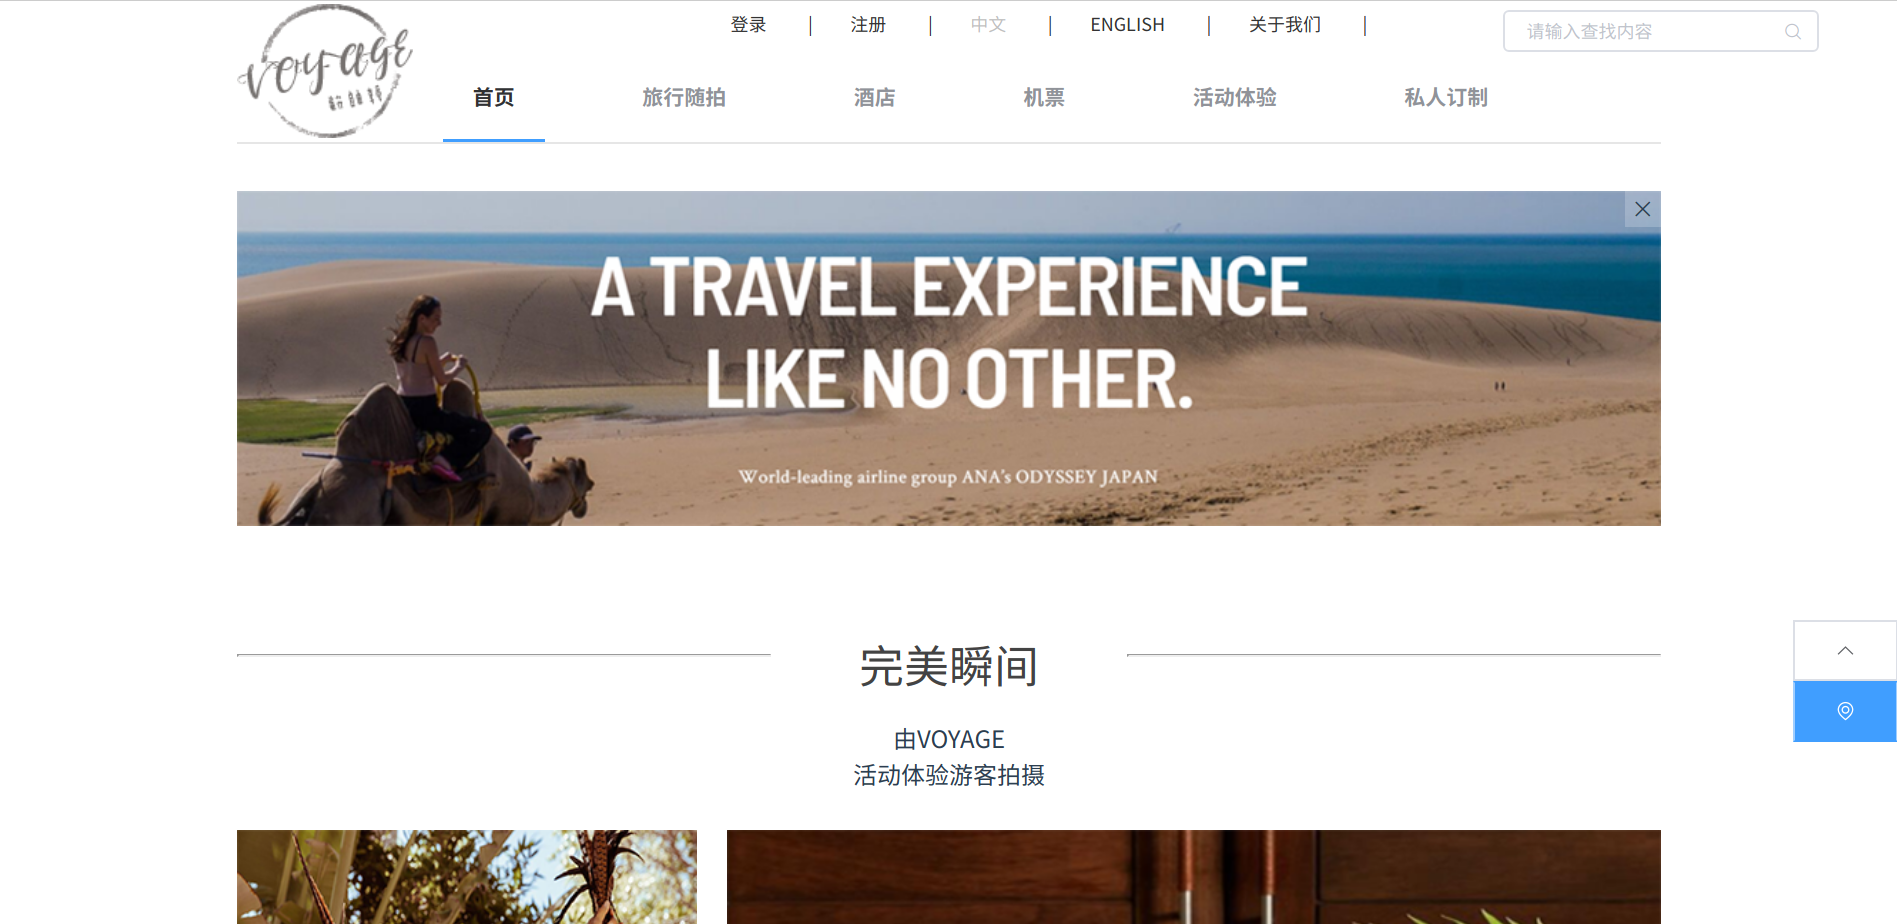 voyage
登录 | 注册 | 中文 | ENGLISH | 关于我们 |
请输入查找内容
首页 旅行随拍 酒店 机票 活动体验 私人订制
A TRAVEL EXPERIENCE
LIKE NO OTHER.
World-leading airline group ANA's ODYSSEY JAPAN
完美瞬间
由VOYAGE
活动体验游客拍摄